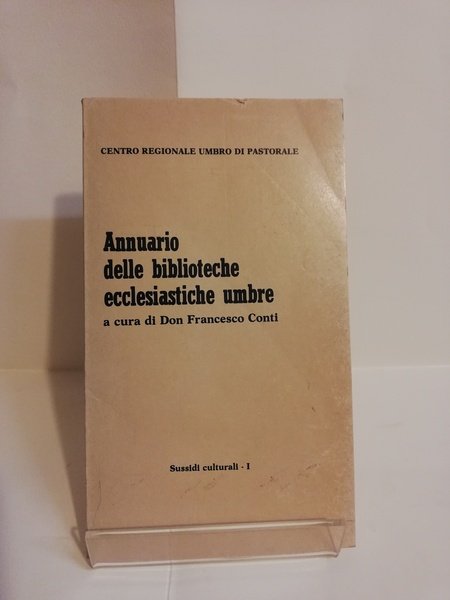 CENTRO REGIONALE UMBRO DI PASTORALE
Annuario
delle biblioteche
ecclesiastiche umbre
a cura di Don Francesco Conti
Sussidi culturali - I